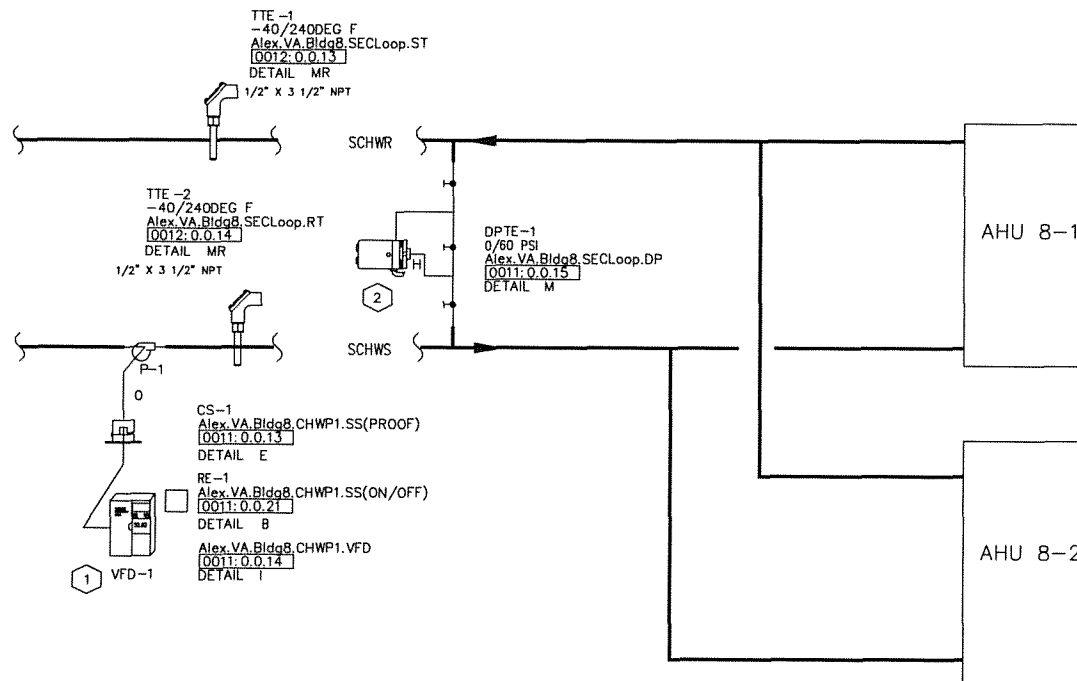 TTE-1
-40/240DEG F
Alex.VA.Bldg8.SECLoop.ST
0012:0.0.13
DETAIL MR
1/2" X 3 1/2" NPT
SCHWR
TTE-2
-40/240DEG F
Alex.VA.Bldg8.SECLoop.RT
0012:0.0.14
DETAIL MR
1/2" X 3 1/2" NPT
DPTE-1
0/60 PSI
Alex.VA.Bldg8.SECLoop.DP
0011:0.0.15
DETAIL M
2
AHU 8-1
SCHWS
P-1
0
CS-1
Alex.VA.Bldg8.CHWP1.SS(PROOF)
0011:0.0.13
DETAIL E
RE-1
Alex.VA.Bldg8.CHWP1.SS(ON/OFF)
0011:0.0.21
DETAIL B
Alex.VA.Bldg8.CHWP1.VFD
0011:0.0.14
DETAIL I
1
VFD-1
AHU 8-2